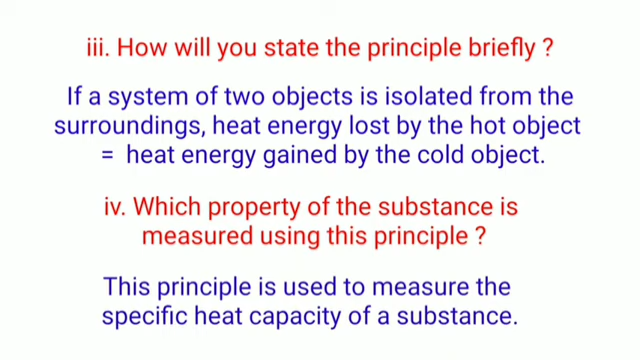 iii. How will you state the principle briefly ?
If a system of two objects is isolated from the
surroundings, heat energy lost by the hot object
= heat energy gained by the cold object.
iv. Which property of the substance is
measured using this principle ?
This principle is used to measure the
specific heat capacity of a substance.